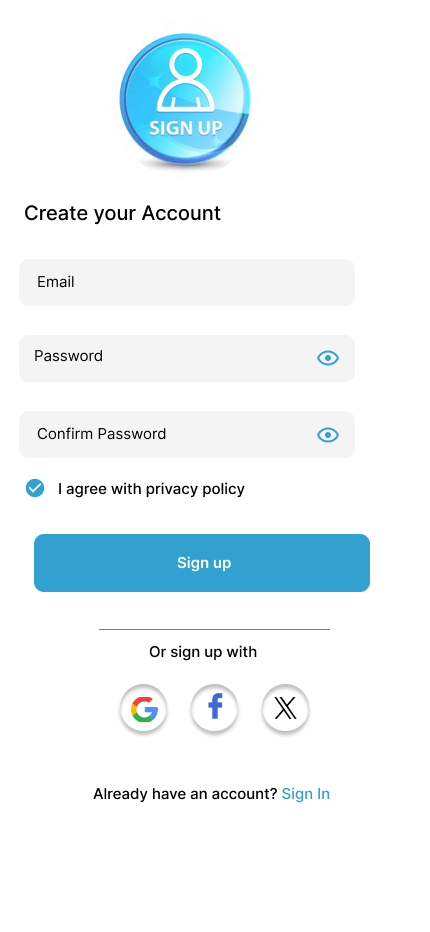 SIGN UP
Create your Account
Email
Password
Confirm Password
I agree with privacy policy
Sign up
Or sign up with
Already have an account? Sign In